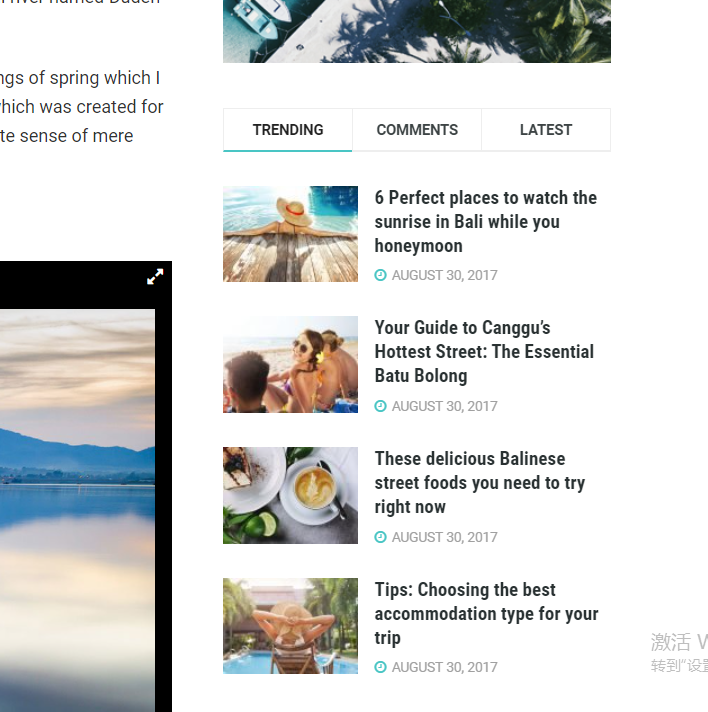 river named Duden
ngs of spring which I
which was created for
te sense of mere
TRENDING
COMMENTS
LATEST
6 Perfect places to watch the
sunrise in Bali while you
honeymoon
AUGUST 30, 2017
Your Guide to Canggu's
Hottest Street: The Essential
Batu Bolong
AUGUST 30, 2017
These delicious Balinese
street foods you need to try
right now
AUGUST 30, 2017
Tips: Choosing the best
accommodation type for your
trip
AUGUST 30, 2017
激活 W
转到"设置